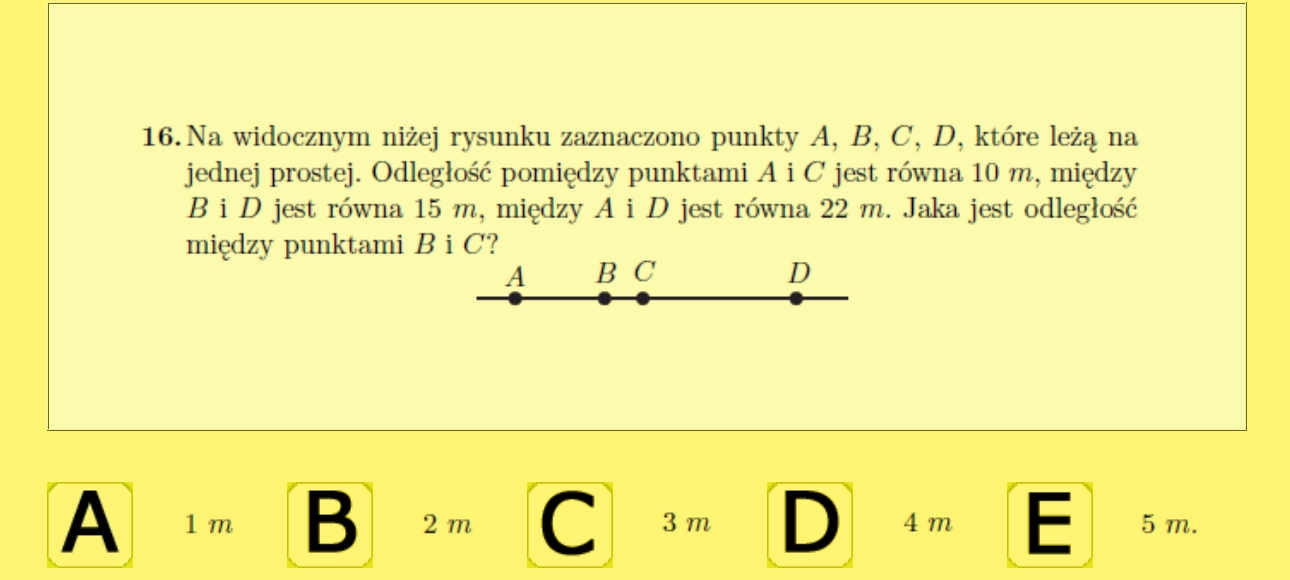 16. Na widocznym niżej rysunku zaznaczono punkty A, B, C, D, które leżą na
jednej prostej. Odległość pomiędzy punktami A i C jest równa 10 m, między
B i D jest równa 15 m, między A i D jest równa 22 m. Jaka jest odległość
między punktami B i C?
A B C D
A 1 m B 2 m C 3 m D 4 m E 5 m.